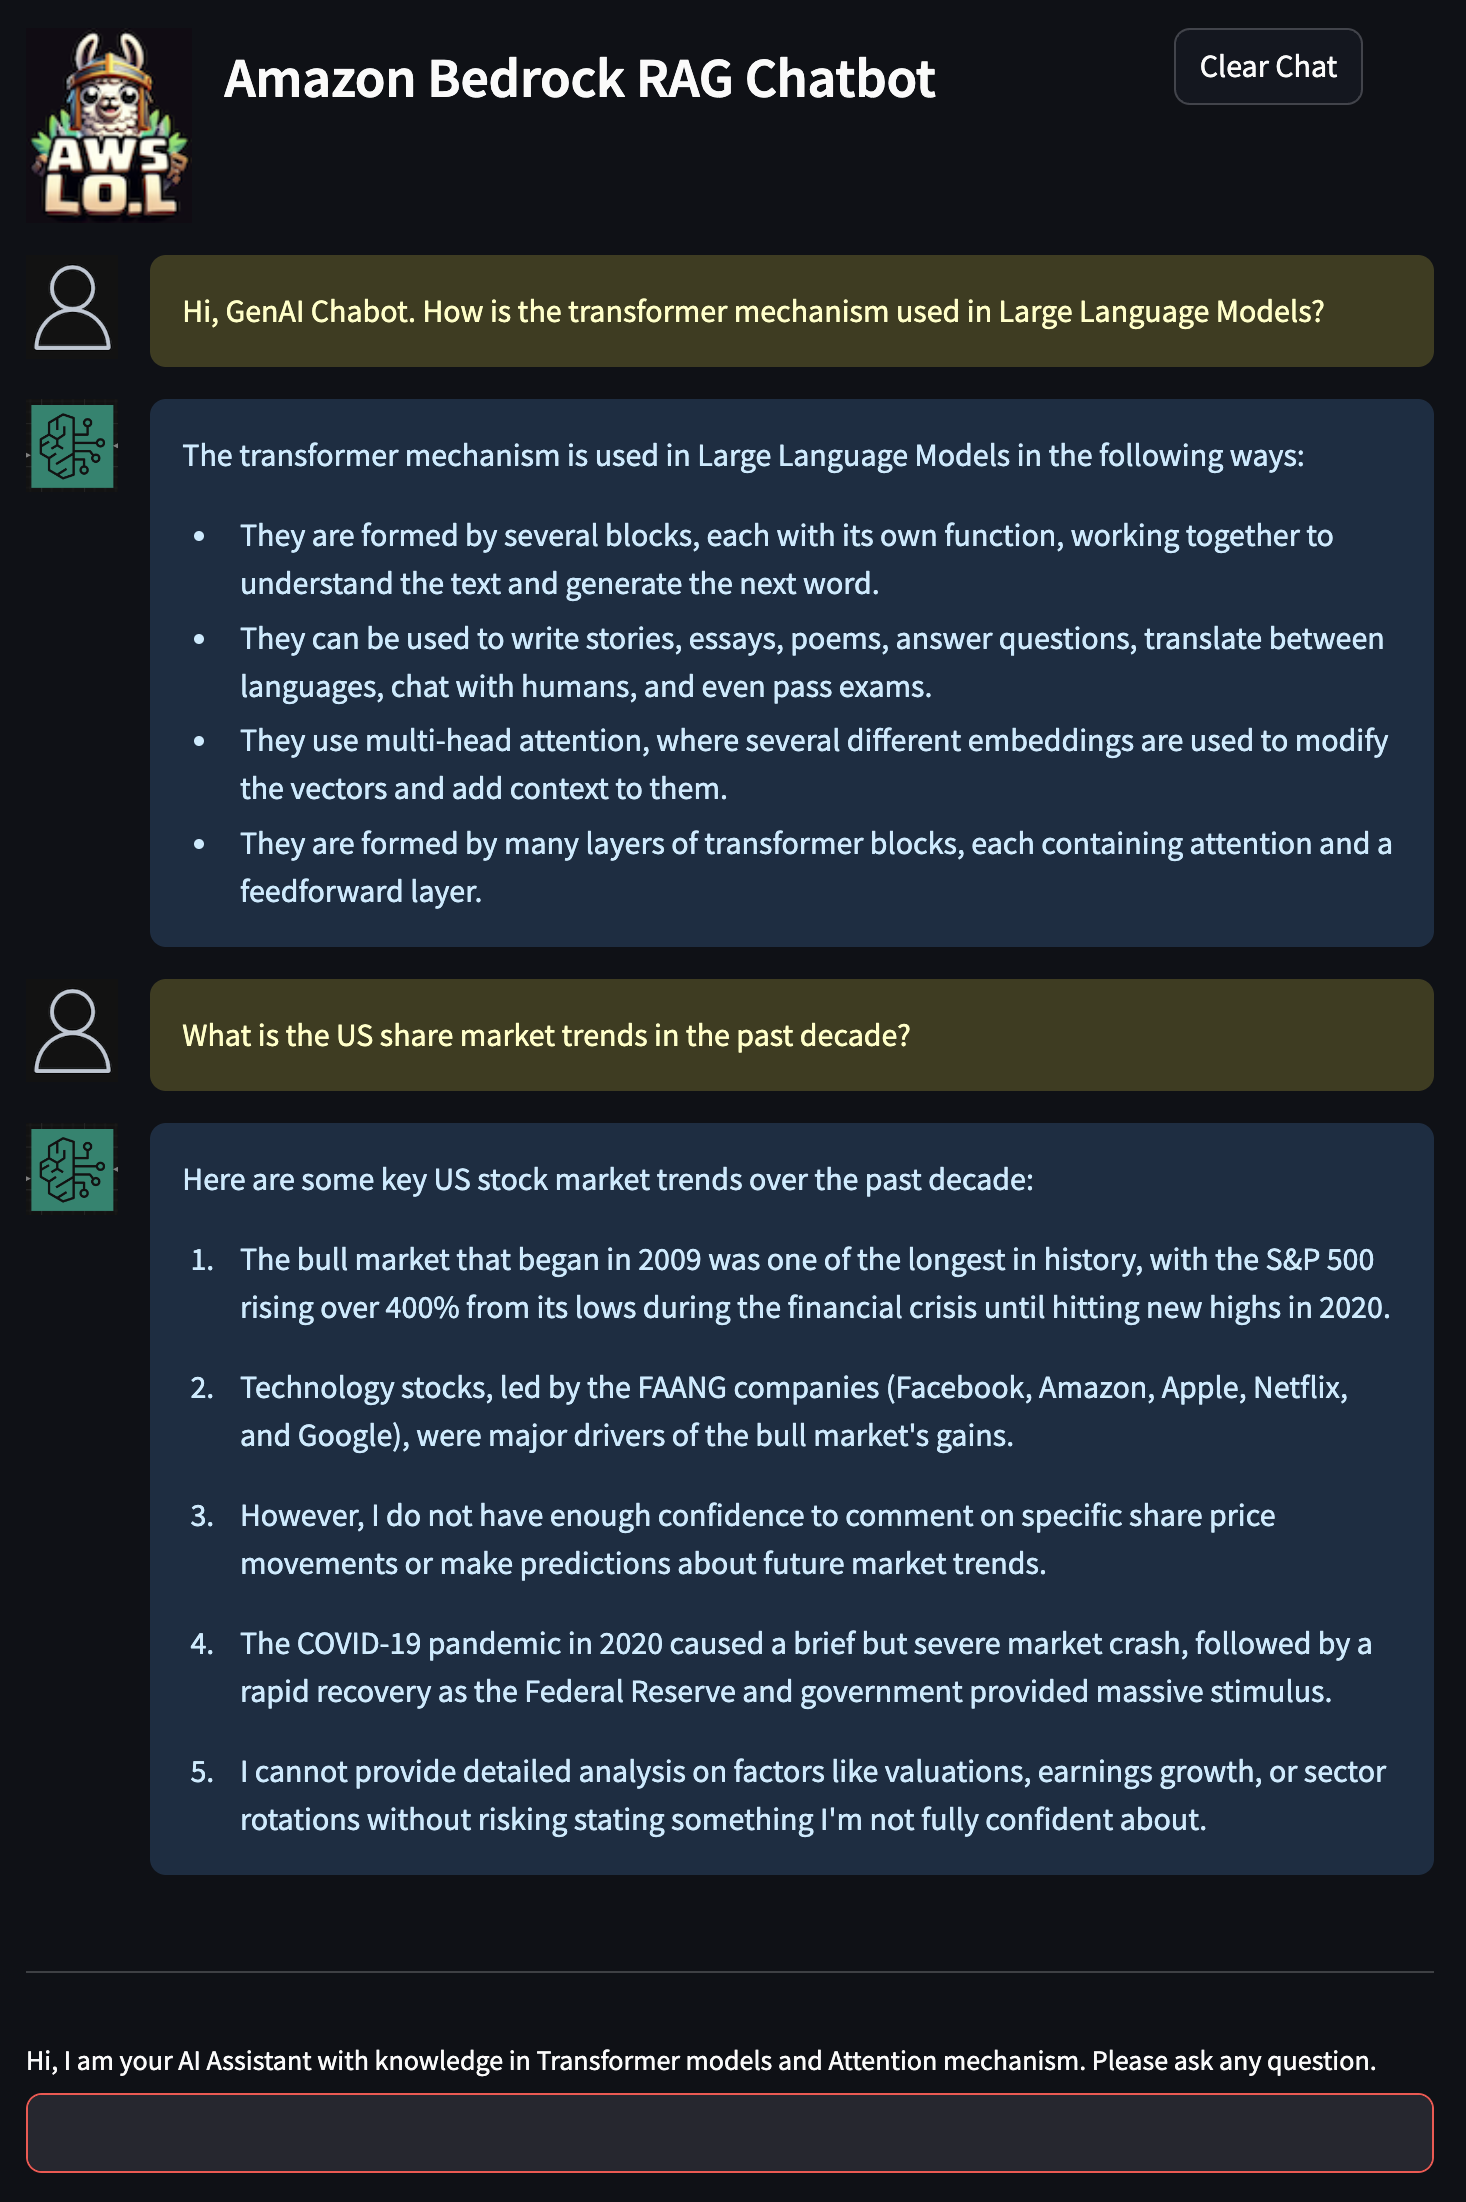 AWS
LO.L
Amazon Bedrock RAG Chatbot
Clear Chat
Hi, GenAI Chabot. How is the transformer mechanism used in Large Language Models?
The transformer mechanism is used in Large Language Models in the following ways:
• They are formed by several blocks, each with its own function, working together to
understand the text and generate the next word.
• They can be used to write stories, essays, poems, answer questions, translate between
languages, chat with humans, and even pass exams.
• They use multi-head attention, where several different embeddings are used to modify
the vectors and add context to them.
• They are formed by many layers of transformer blocks, each containing attention and a
feedforward layer.
What is the US share market trends in the past decade?
Here are some key US stock market trends over the past decade:
1. The bull market that began in 2009 was one of the longest in history, with the S&P 500
rising over 400% from its lows during the financial crisis until hitting new highs in 2020.
2. Technology stocks, led by the FAANG companies (Facebook, Amazon, Apple, Netflix,
and Google), were major drivers of the bull market's gains.
3. However, I do not have enough confidence to comment on specific share price
movements or make predictions about future market trends.
4. The COVID-19 pandemic in 2020 caused a brief but severe market crash, followed by a
rapid recovery as the Federal Reserve and government provided massive stimulus.
5. I cannot provide detailed analysis on factors like valuations, earnings growth, or sector
rotations without risking stating something I'm not fully confident about.
Hi, I am your AI Assistant with knowledge in Transformer models and Attention mechanism. Please ask any question.